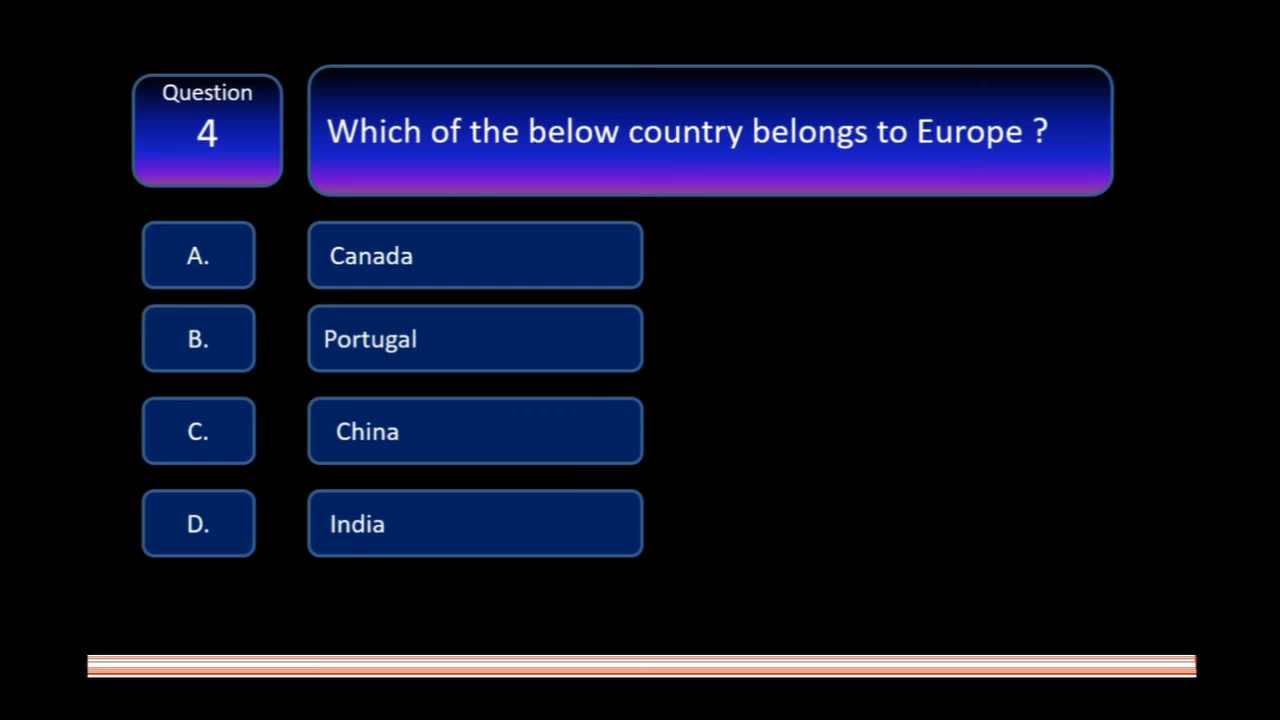 Question
4
Which of the below country belongs to Europe ?
A.
Canada
B.
Portugal
C.
China
D.
India